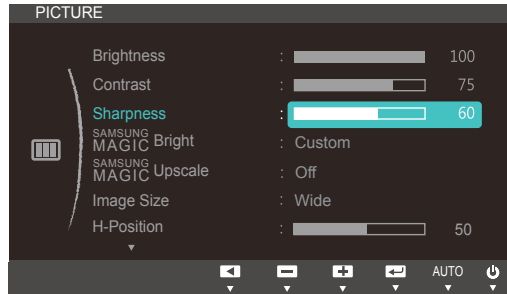 PICTURE
Brightness : 100
Contrast : 75
Sharpness : 60
SAMSUNG MAGIC Bright : Custom
SAMSUNG MAGIC Upscale : Off
Image Size : Wide
H-Position : 50
AUTO